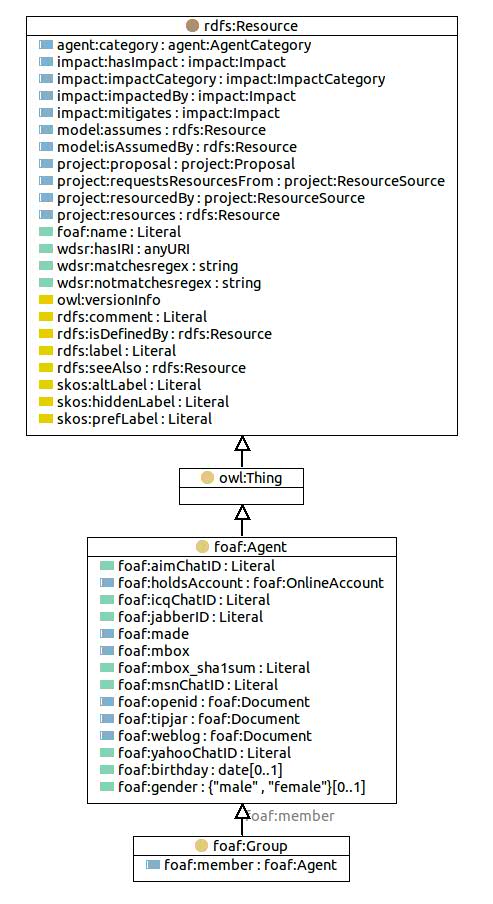 rdfs:Resource
agent:category : agent:AgentCategory
impact:hasImpact : impact:Impact
impact:impactCategory : impact:ImpactCategory
impact:impactedBy : impact:Impact
impact:mitigates : impact:Impact
model:assumes : rdfs:Resource
model:isAssumedBy : rdfs:Resource
project:proposal : project:Proposal
project:requestsResourcesFrom : project:ResourceSource
project:resourcedBy : project:ResourceSource
project:resources : rdfs:Resource
foaf:name : Literal
wdsr:hasIRI : anyURI
wdsr:matchesregex : string
wdsr:notmatchesregex : string
owl:versionInfo
rdfs:comment : Literal
rdfs:isDefinedBy : rdfs:Resource
rdfs:label : Literal
rdfs:seeAlso : rdfs:Resource
skos:altLabel : Literal
skos:hiddenLabel : Literal
skos:prefLabel : Literal
owl:Thing
foaf:Agent
foaf:aimChatID : Literal
foaf:holdsAccount : foaf:OnlineAccount
foaf:icqChatID : Literal
foaf:jabberID : Literal
foaf:made
foaf:mbox
foaf:mbox_sha1sum : Literal
foaf:msnChatID : Literal
foaf:openid : foaf:Document
foaf:tipjar : foaf:Document
foaf:weblog : foaf:Document
foaf:yahooChatID : Literal
foaf:birthday : date[0..1]
foaf:gender : {"male" , "female"}[0..1]
foaf:member
foaf:Group
foaf:member : foaf:Agent